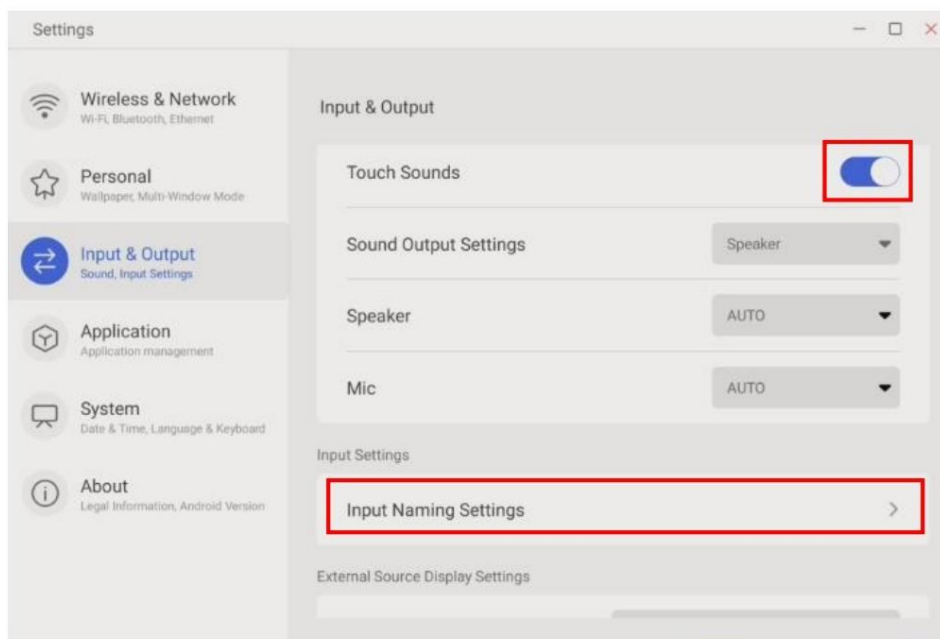 Settings
Wireless & Network
Wi-Fi, Bluetooth, Ethernet
Personal
Wallpaper, Multi-Window Mode
Input & Output
Sound, Input Settings
Application
Application management
System
Date & Time, Language & Keyboard
About
Legal Information, Android Version
Input & Output
Touch Sounds
Sound Output Settings
Speaker
Speaker
AUTO
Mic
AUTO
Input Settings
Input Naming Settings
External Source Display Settings